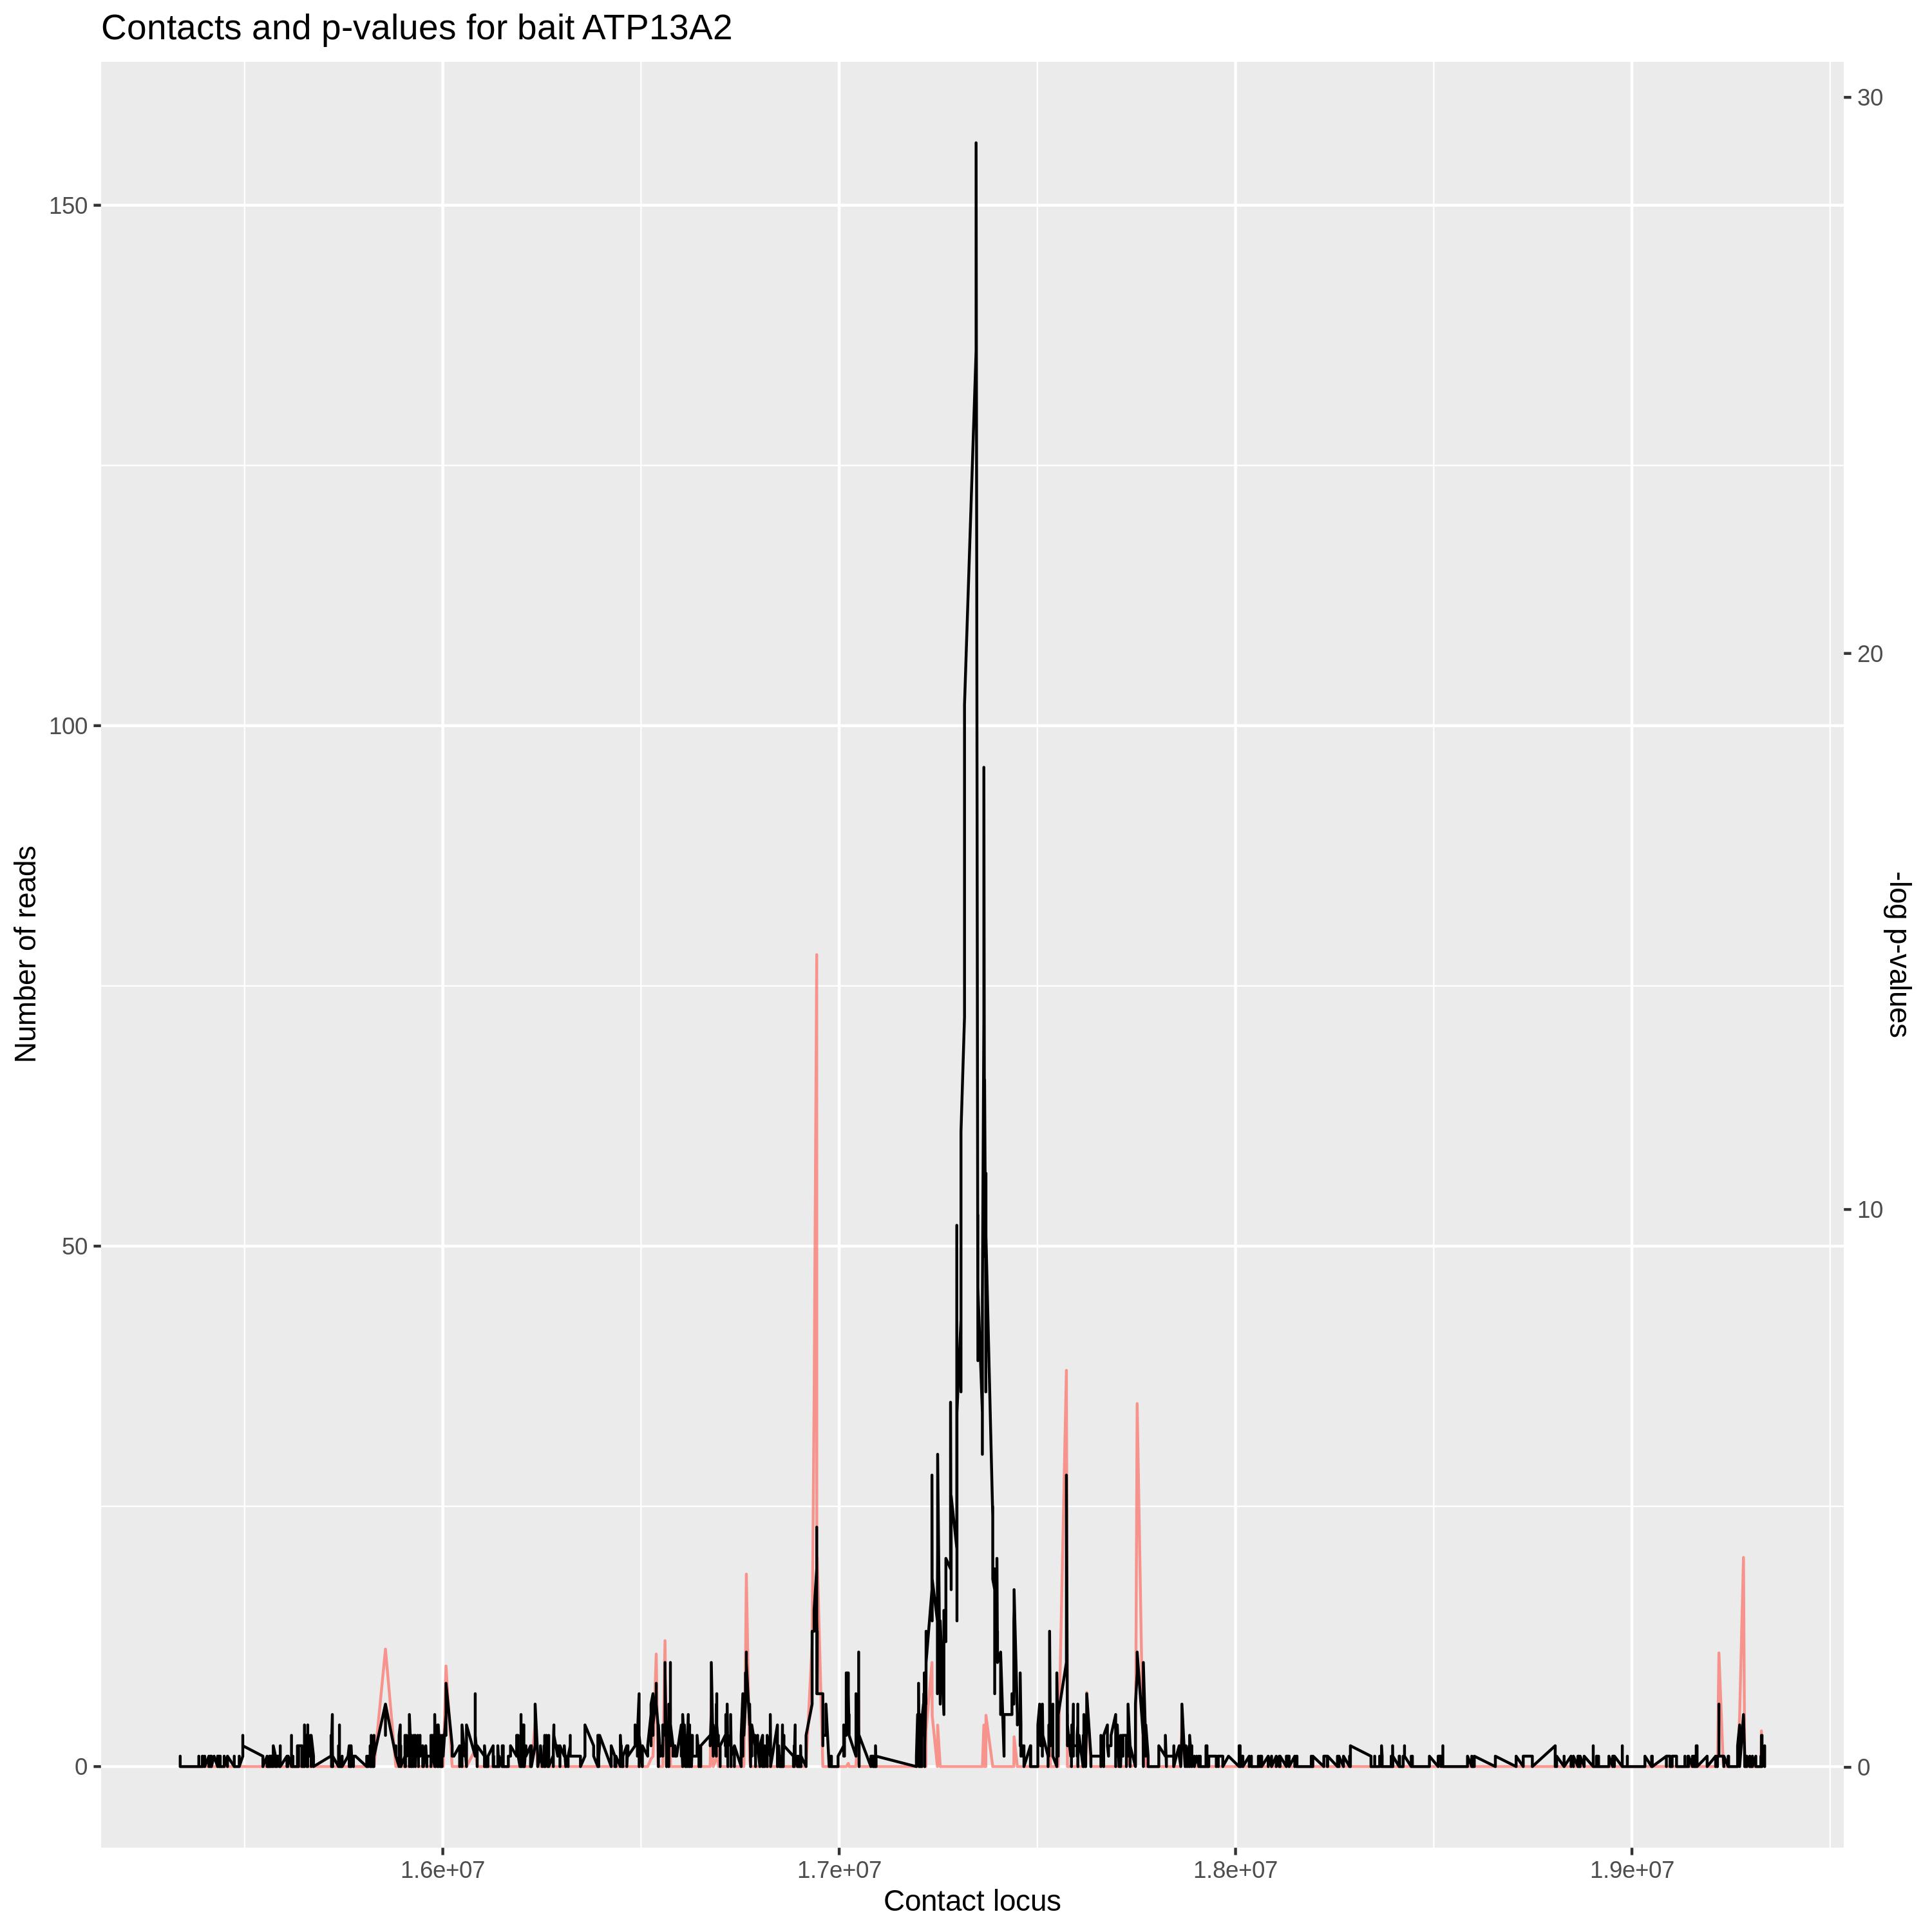 Contacts and p-values for bait ATP13A2
Number of reads
150
100
50
0
30
20
10
0
-log p-values
1.6e+07
1.7e+07
1.8e+07
1.9e+07
Contact locus